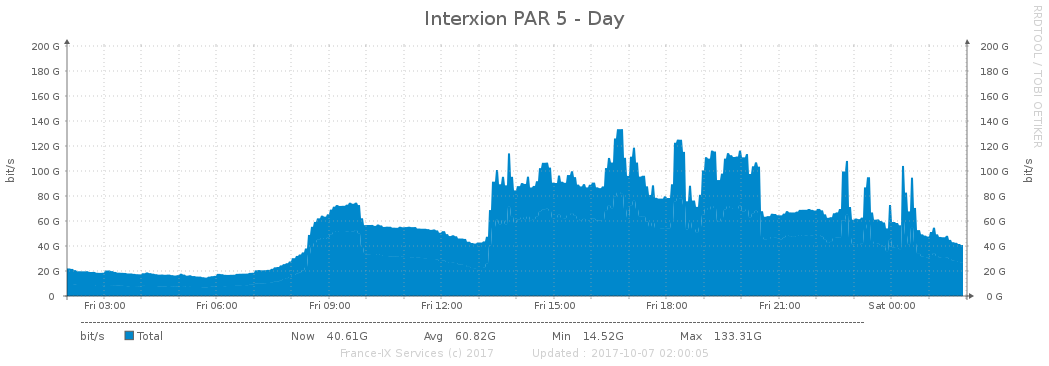 Interxion PAR 5 - Day
RRDTOOL / TOBI OETIKER
bit/s
200 G 200 G
180 G 180 G
160 G 160 G
140 G 140 G
120 G 120 G
100 G 100 G
80 G 80 G
60 G 60 G
40 G 40 G
20 G 20 G
0 0 G
bit/s
Fri 03:00 Fri 06:00 Fri 09:00 Fri 12:00 Fri 15:00 Fri 18:00 Fri 21:00 Sat 00:00
bit/s Total Now 40.61G Avg 60.82G Min 14.52G Max 133.31G
France-IX Services (c) 2017 Updated : 2017-10-07 02:00:05